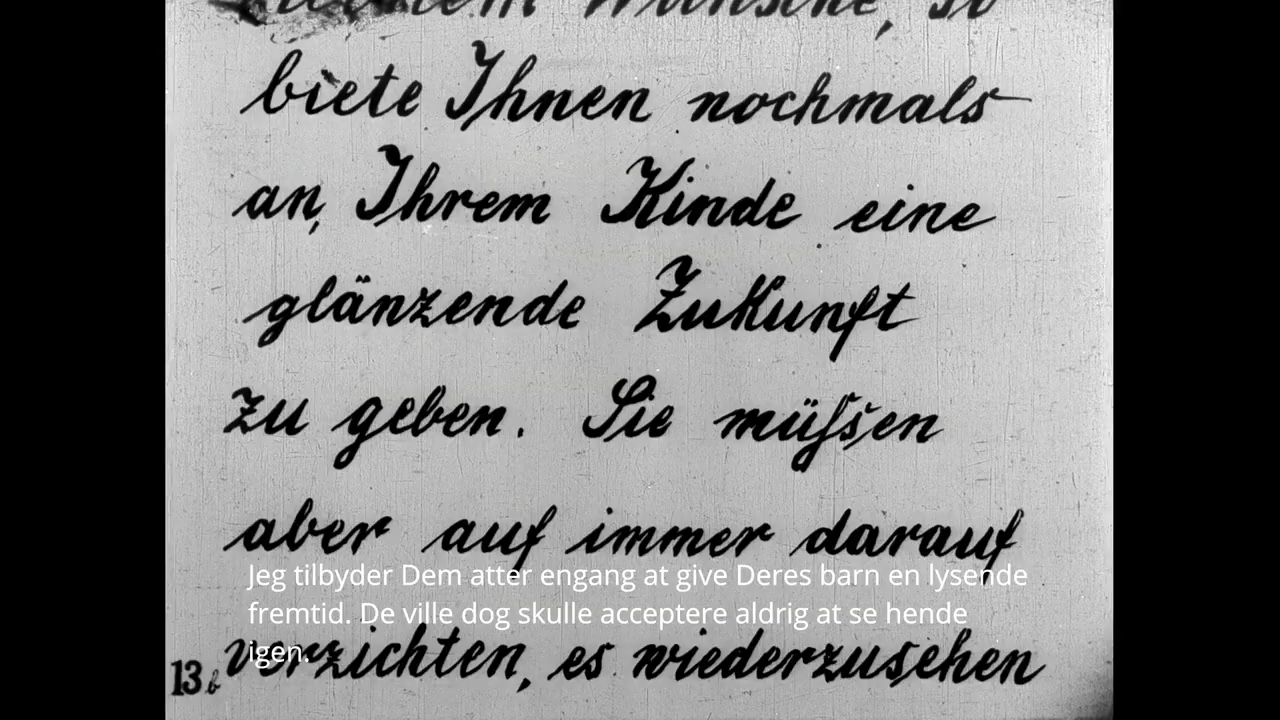 Wunsche, so
biete Ihnen nochmals
an, Ihrem Kinde eine
glänzende Zukunft
zu geben. Sie müssen
aber auf immer darauf
verzichten, es wiederzusehen
Jeg tilbyder Dem atter engang at give Deres barn en lysende
fremtid. De ville dog skulle acceptere aldrig at se hende
igen.
13 b